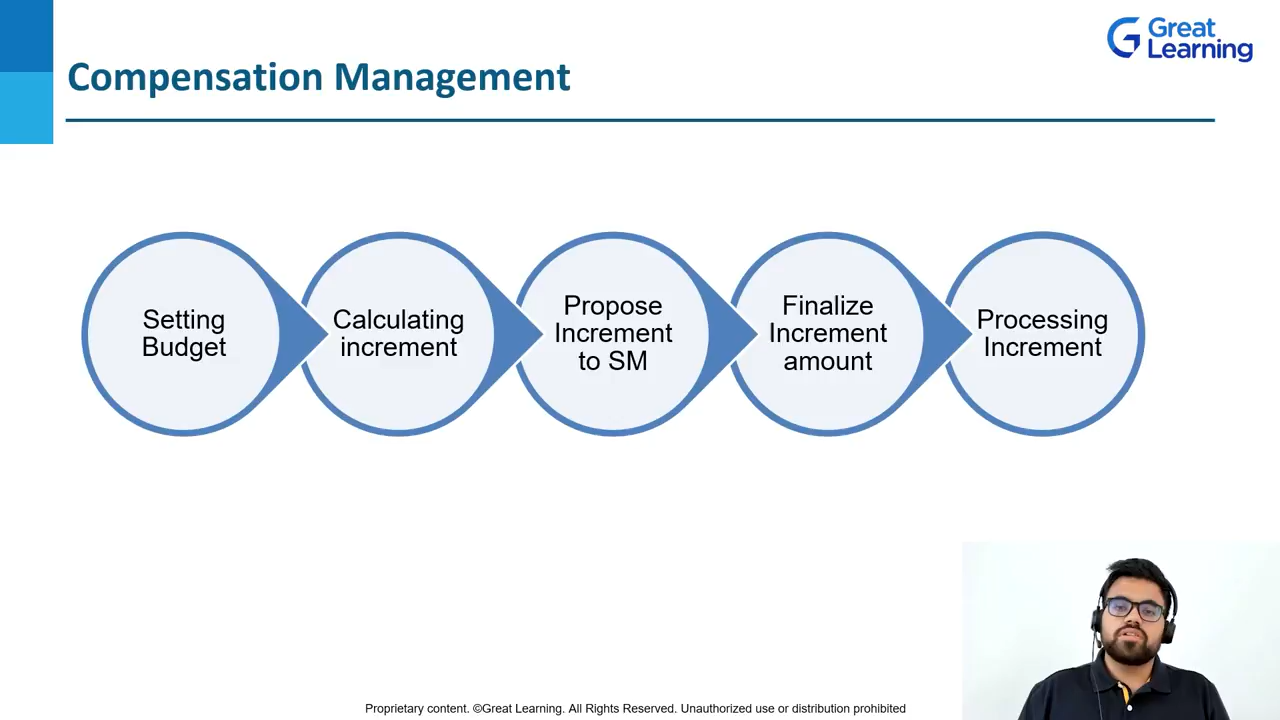 Great
Learning
Compensation Management
Setting
Budget
Calculating
increment
Propose
Increment
to SM
Finalize
Increment
amount
Processing
Increment
Proprietary content. ©Great Learning. All Rights Reserved. Unauthorized use or distribution prohibited